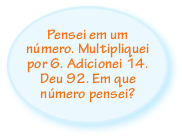 Pensei em um
número. Multipliquei
por 6. Adicionei 14.
Deu 92. Em que
número pensei?